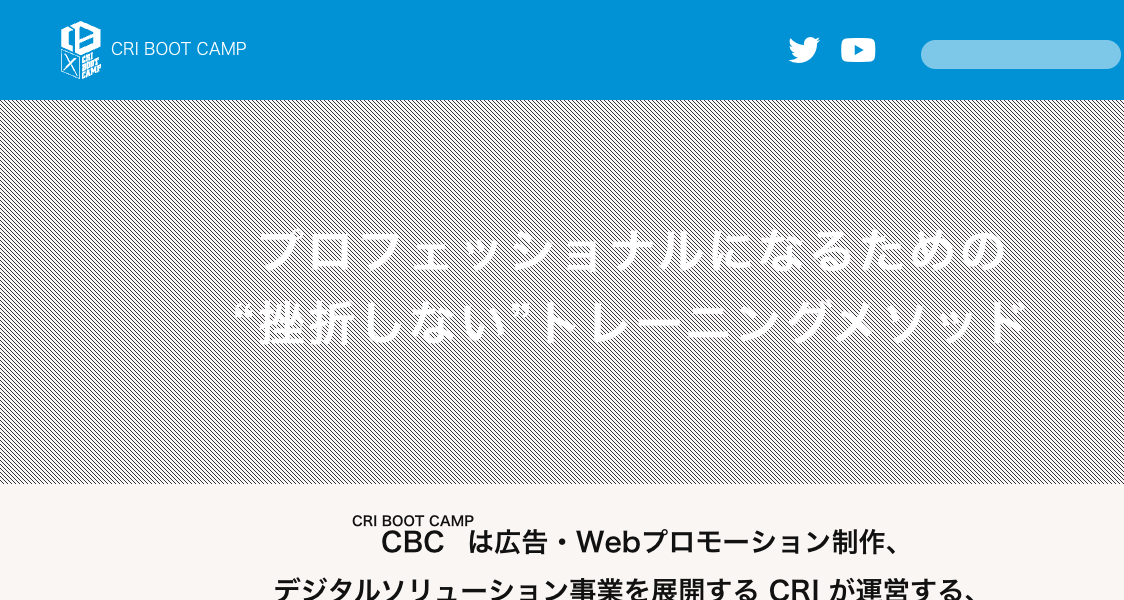 CRI BOOT CAMP
CRI BOOT CAMP
プロフェッショナルになるための
“挫折しない”トレーニングメソッド
CRI BOOT CAMP
CBC は広告・Webプロモーション制作、
デジタルソリューション事業を展開する CRI が運営する、